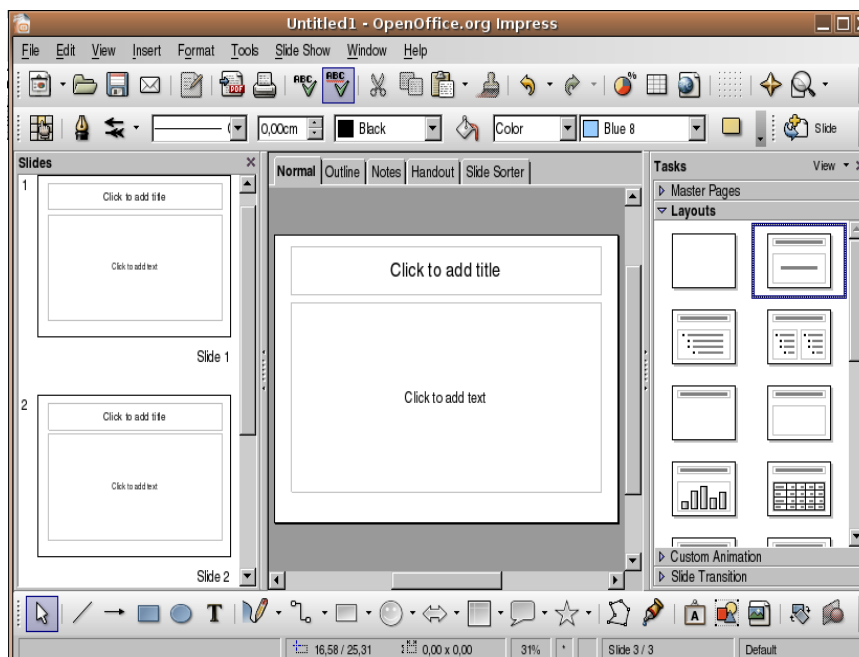 Untitled1 - OpenOffice.org Impress
File Edit View Insert Format Tools Slide Show Window Help
PDF ABC ABC %
0,00cm Black Color Blue 8 Slide
Slides
1
Click to add title
Click to add text
Slide 1
2
Click to add title
Click to add text
Slide 2
Normal Outline Notes Handout Slide Sorter
Click to add title
Click to add text
Tasks View
Master Pages
Layouts
Custom Animation
Slide Transition
T A
16,58 / 25,31 0,00 x 0,00 31% * Slide 3 / 3 Default